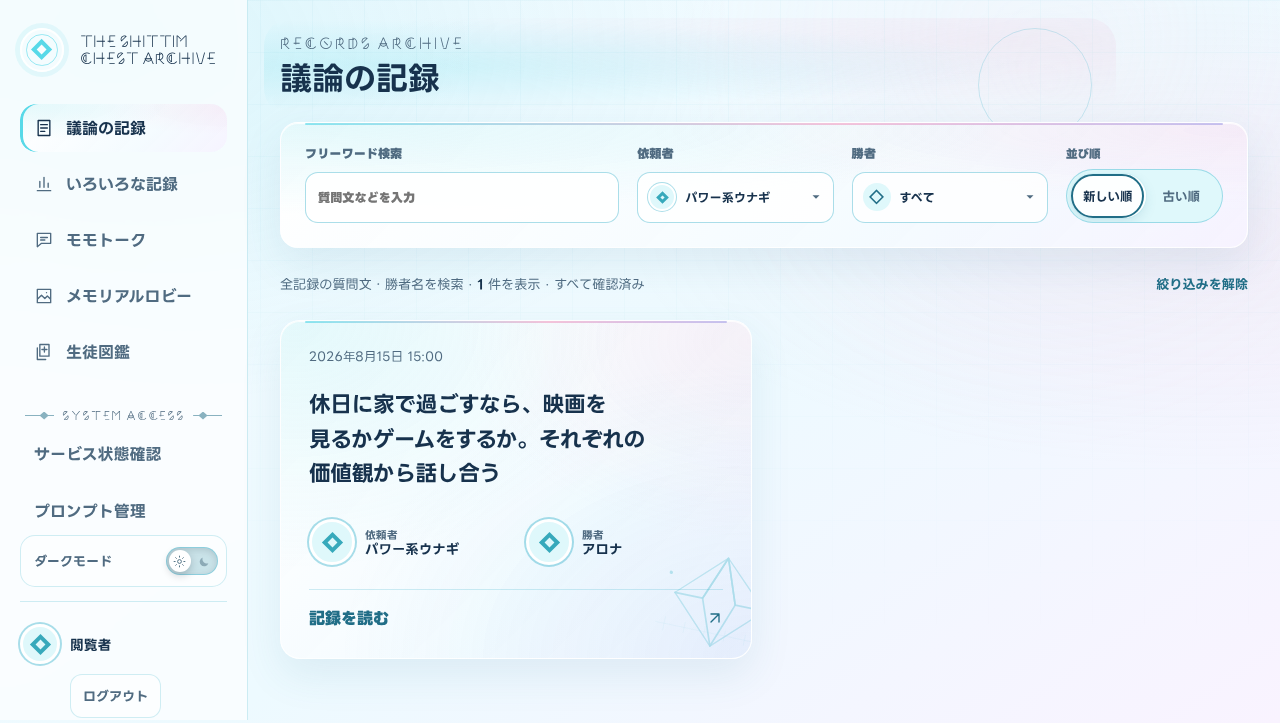 THE SHITTIM
CHEST ARCHIVE
議論の記録
いろいろな記録
モモトーク
メモリアルロビー
生徒図鑑
SYSTEM ACCESS
サービス状態確認
プロンプト管理
ダークモード
閲覧者
ログアウト
RECORDS ARCHIVE
議論の記録
フリーワード検索
依頼者
勝者
並び順
質問文などを入力
パワー系ウナギ
すべて
新しい順
古い順
全記録の質問文・勝者名を検索・1 件を表示・すべて確認済み
絞り込みを解除
2026年8月15日 15:00
休日に家で過ごすなら、映画を
見るかゲームをするか。それぞれの
価値観から話し合う
依頼者
パワー系ウナギ
勝者
アロナ
記録を読む